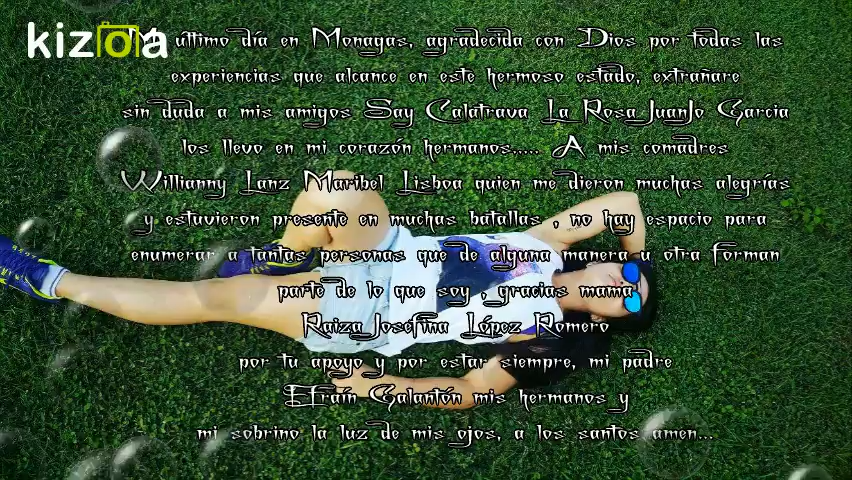 kizoa
Mi último día en Monagas, agradecida con Dios por todas las
experiencias que alcance en este hermoso estado, extrañare
sin duda a mis amigos Say Calatrava La Rosa JuanJo Garcia
los llevo en mi corazón hermanos..... A mis comadres
Willianny Lanz Maribel Lisboa quien me dieron muchas alegrías
y estuvieron presente en muchas batallas , no hay espacio para
enumerar a tantas personas que de alguna manera u otra forman
parte de lo que soy , gracias mama
Raiza Josefina López Romero
por tu apoyo y por estar siempre, mi padre
Efraín Galantón mis hermanos y
mi sobrino la luz de mis ojos, a los santos amen...